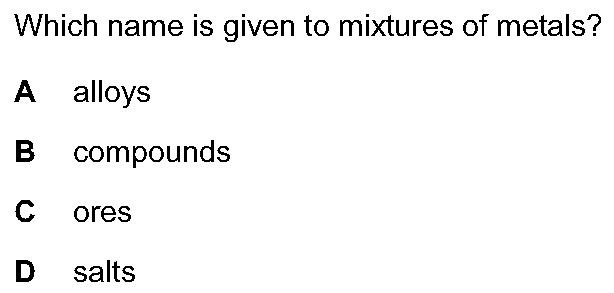 Which name is given to mixtures of metals?
A alloys
B compounds
C ores
D salts